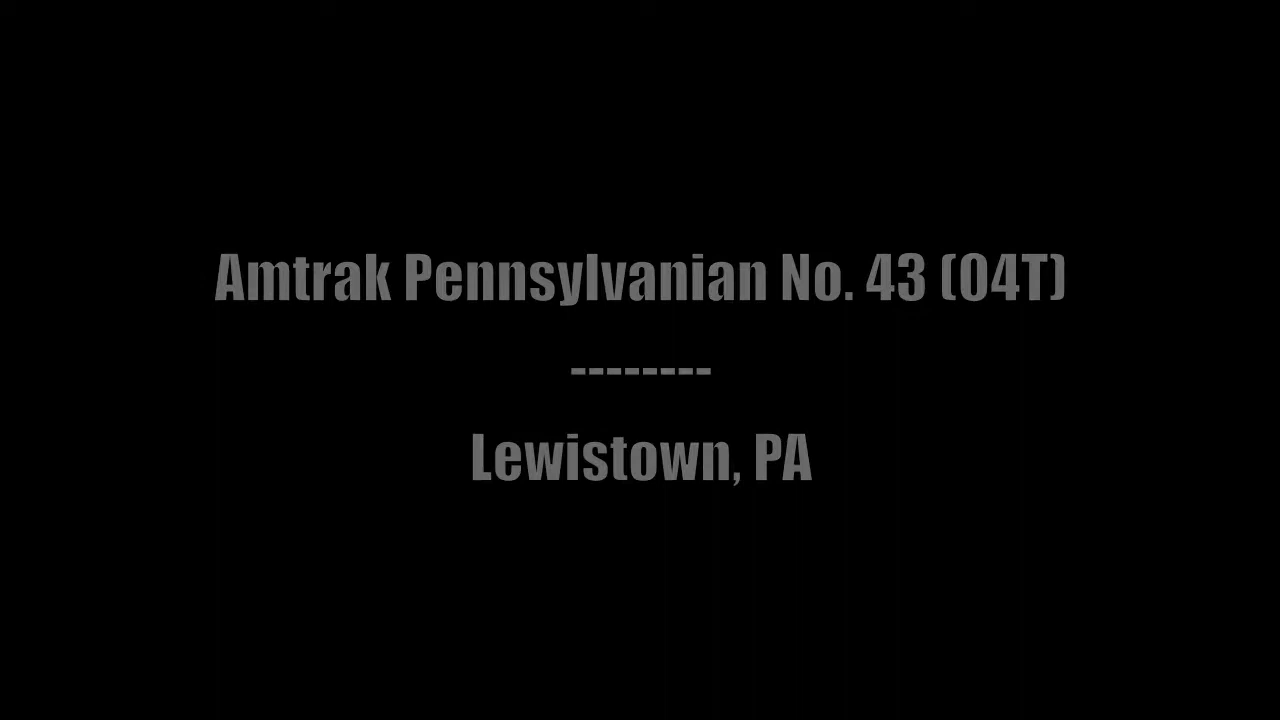 Amtrak Pennsylvanian No. 43 (04T)
--------
Lewistown, PA